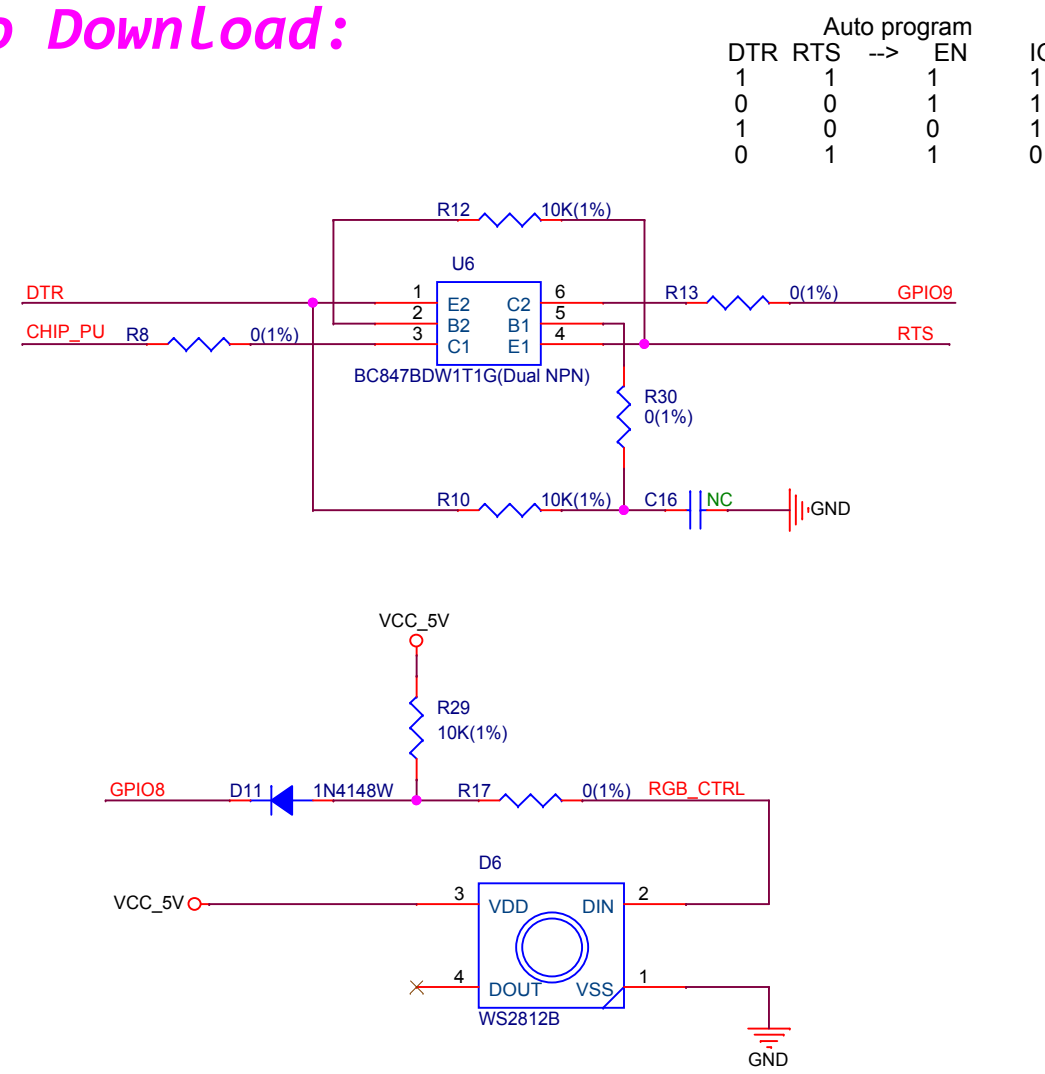 Download:
Auto program
DTR RTS --> EN
1 1 1 1
0 0 1 1
1 0 0 1
0 1 1 0
R12 10K(1%)
U6
DTR 1 E2 C2 6 R13 0(1%) GPIO9
2 B2 B1 5
CHIP_PU R8 0(1%) 3 C1 E1 4 RTS
BC847BDW1T1G(Dual NPN)
R30
0(1%)
R10 10K(1%) C16 NC GND
VCC_5V
R29
10K(1%)
GPIO8 D11 1N4148W R17 0(1%) RGB_CTRL
D6
VCC_5V 3 VDD DIN 2
4 DOUT VSS 1
WS2812B
GND